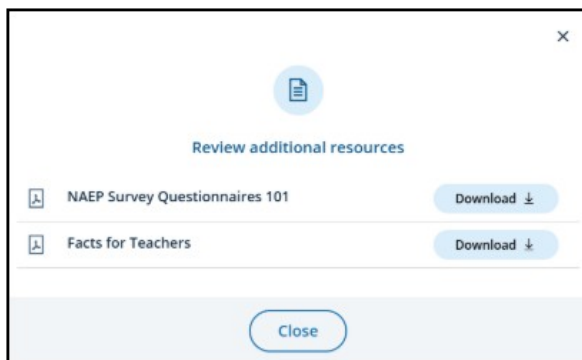 Review additional resources
NAEP Survey Questionnaires 101
Download
Facts for Teachers
Download
Close